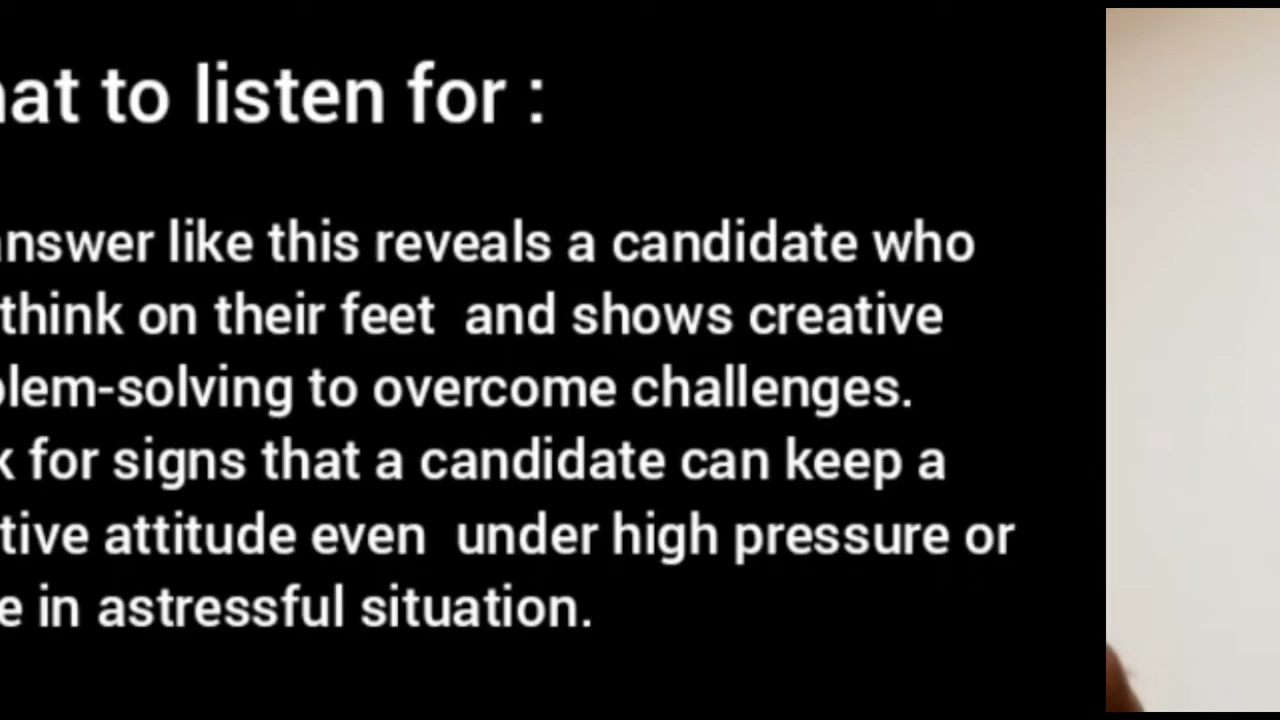 hat to listen for :
answer like this reveals a candidate who
think on their feet  and shows creative
blem-solving to overcome challenges.
k for signs that a candidate can keep a
tive attitude even  under high pressure or
e in astressful situation.